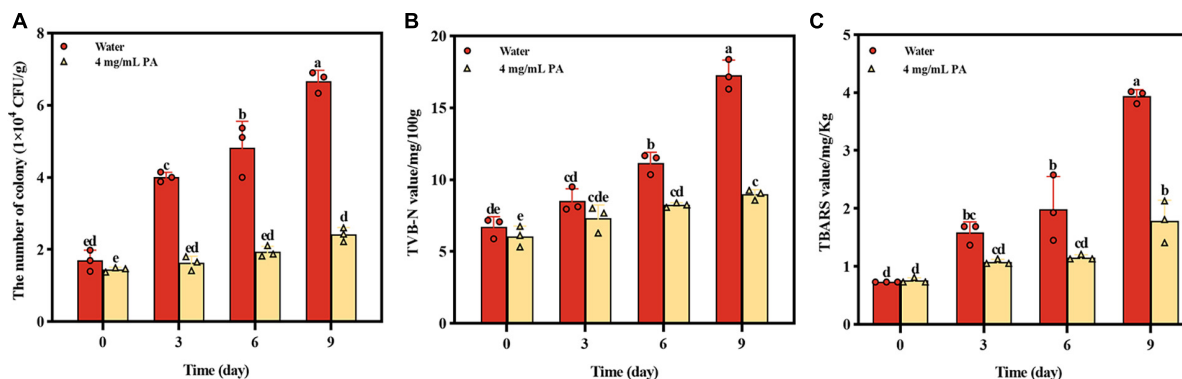 A
The number of colony (1×10⁴ CFU/g)
8
6
4
2
0
Water
4 mg/mL PA
ed
e
c
ed
b
ed
a
d
0
3
6
9
Time (day)
B
TVB-N value/mg/100g
20
15
10
5
0
Water
4 mg/mL PA
de
e
cd
cde
b
cd
a
c
0
3
6
9
Time (day)
C
TBARS value/mg/Kg
5
4
3
2
1
0
Water
4 mg/mL PA
d
d
bc
cd
b
cd
a
b
0
3
6
9
Time (day)